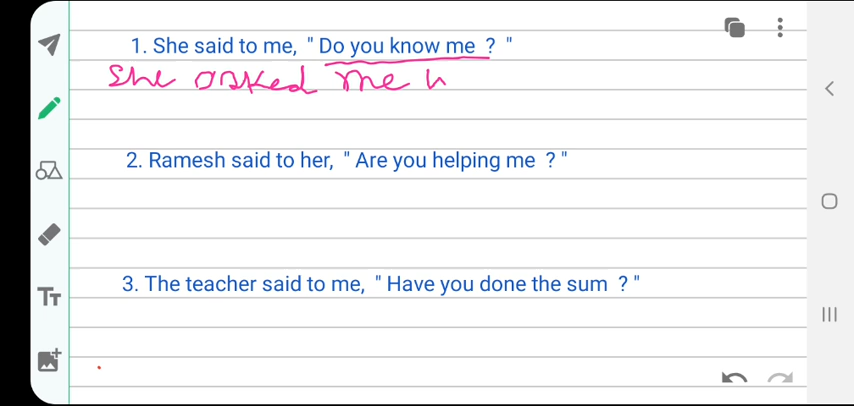 1. She said to me, " Do you know me ? "
She asked me
2. Ramesh said to her, " Are you helping me ? "
3. The teacher said to me, " Have you done the sum ? "
TT